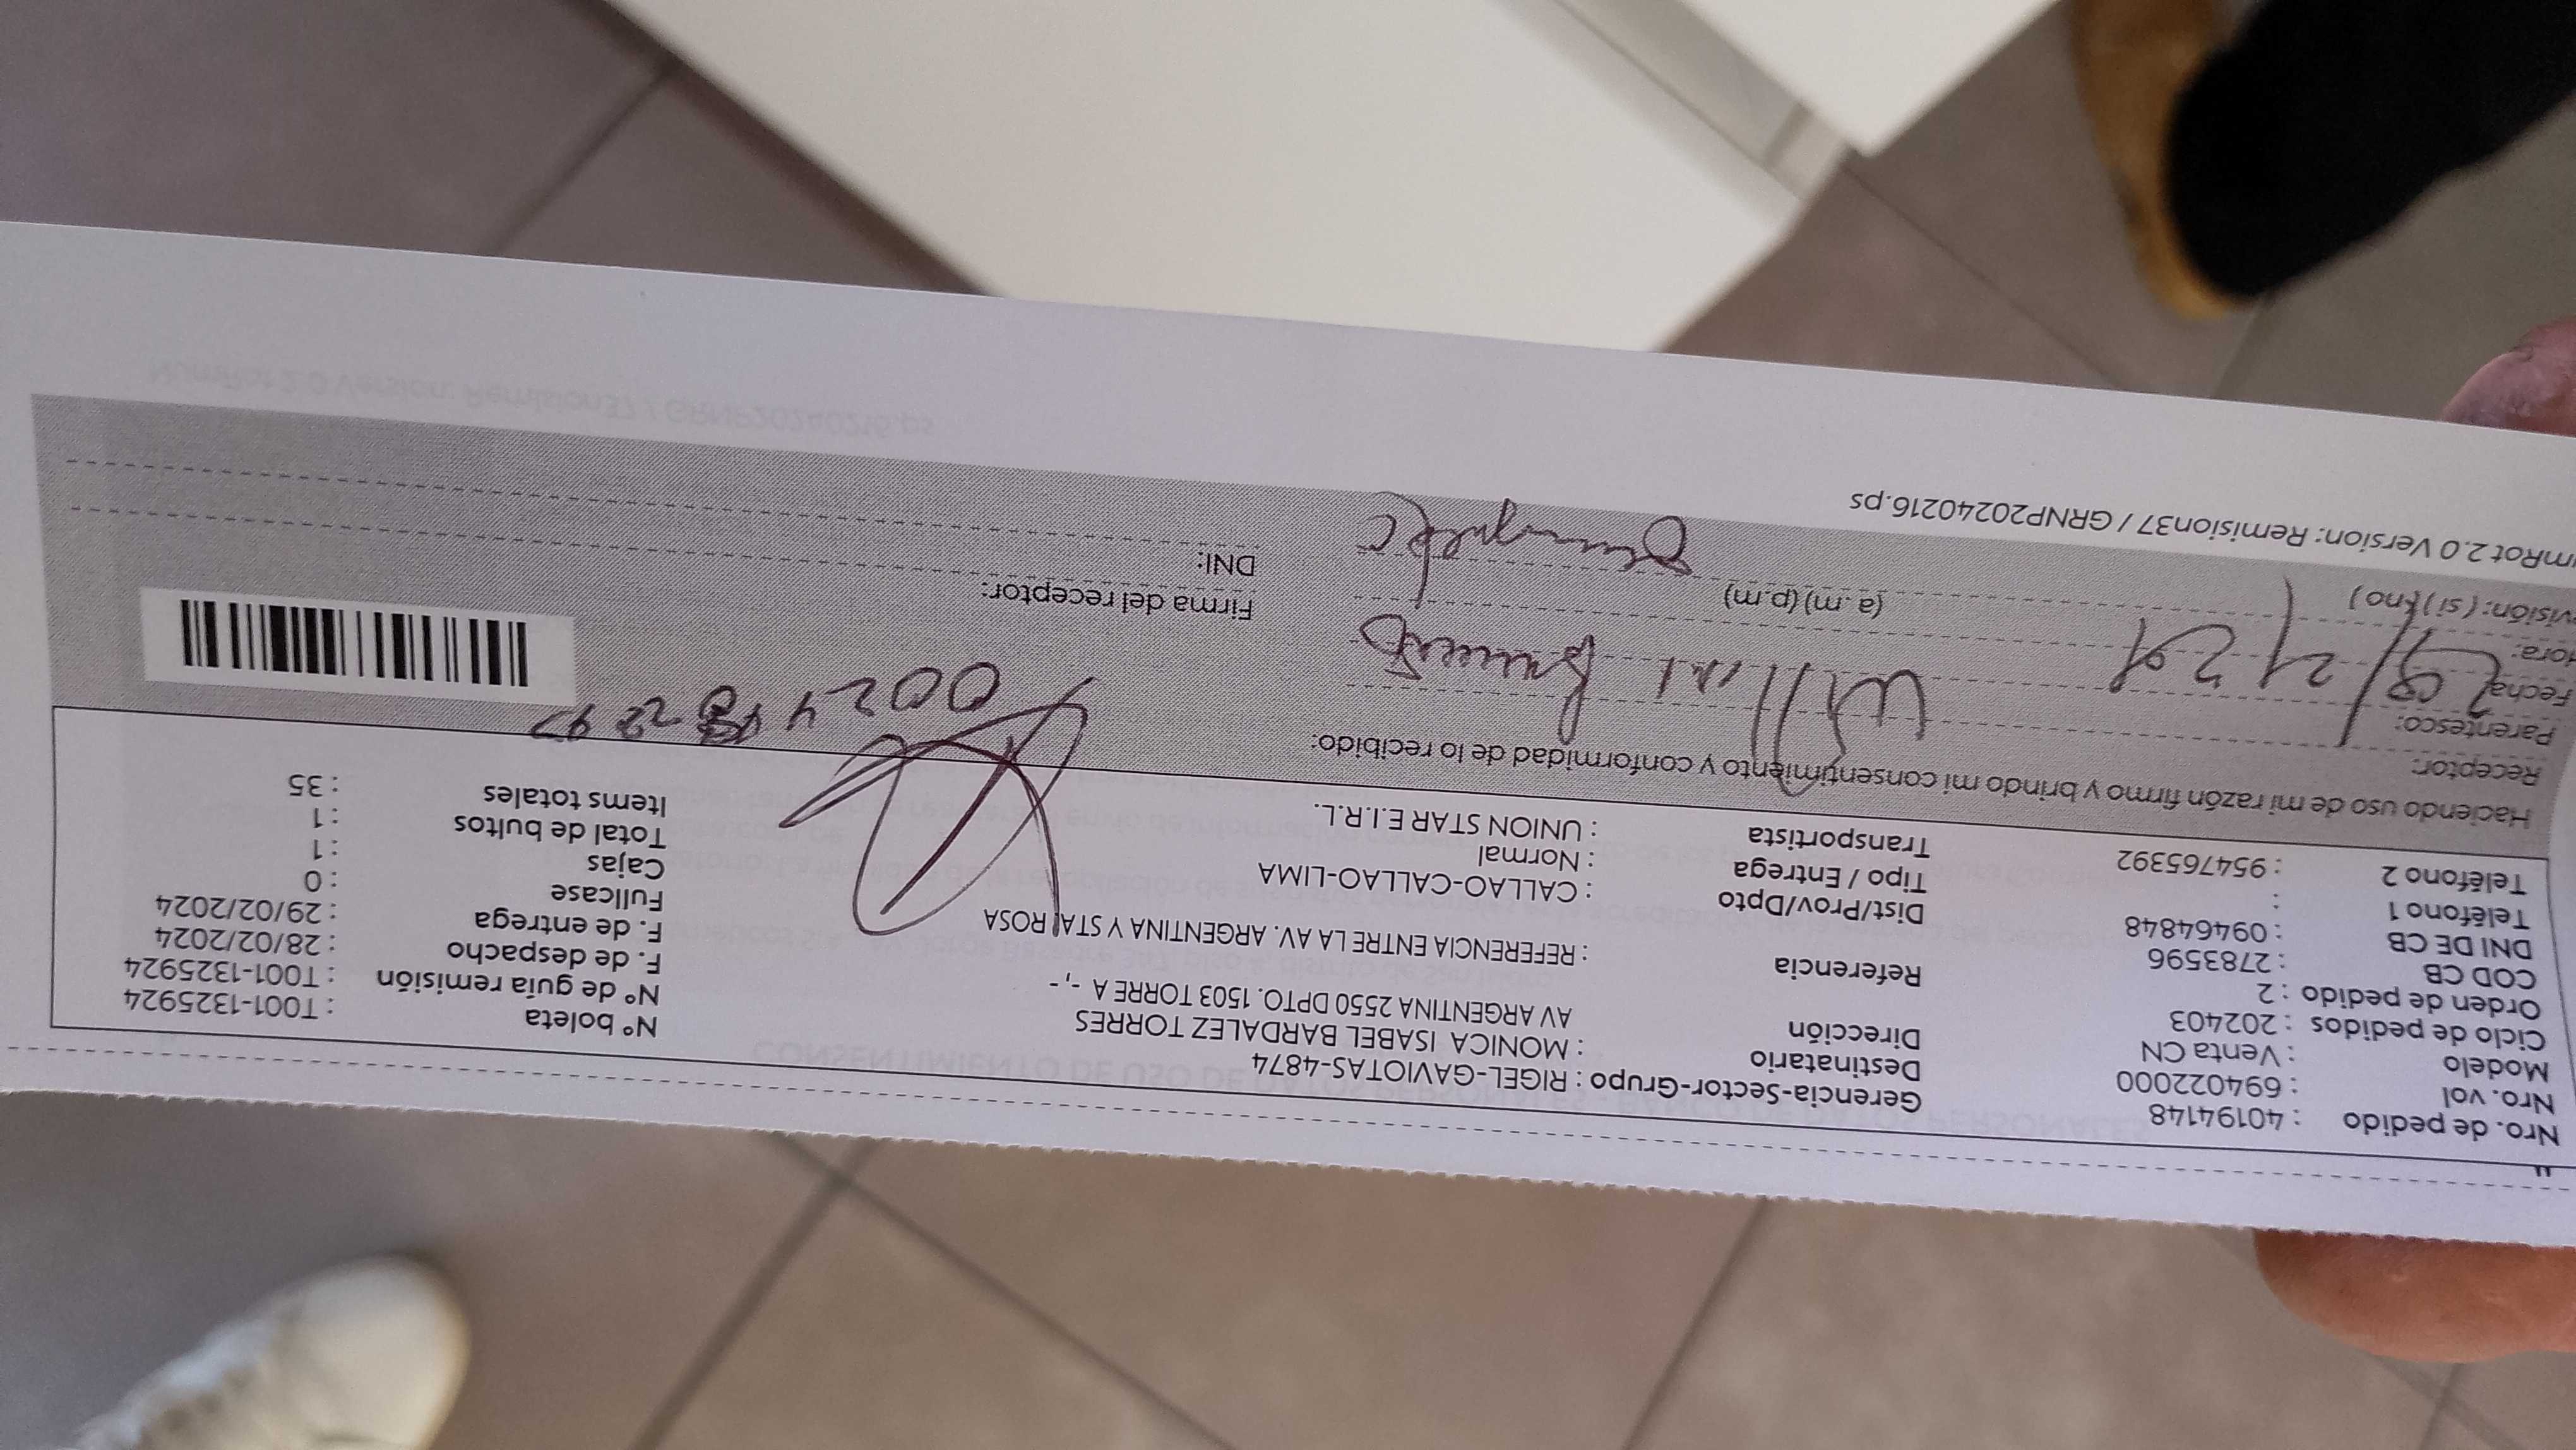 Nro. de pedido : 40194148
Nro. vol : 694022000
Modelo : Venta CN
Ciclo de pedidos : 202403
Orden de pedido : 2
COD CB : 2783596
DNI DE CB : 09464848
Teléfono 1 :
Teléfono 2 : 954765392
Gerencia-Sector-Grupo : RIGEL-GAVIOTAS-4874
Destinatario : MONICA ISABEL BARDALEZ TORRES
Dirección AV ARGENTINA 2550 DPTO. 1503 TORRE A -, -
Referencia : REFERENCIA ENTRE LA AV. ARGENTINA Y STA ROSA
Dist/Prov/Dpto : CALLAO-CALLAO-LIMA
Tipo / Entrega : Normal
Transportista : UNION STAR E.I.R.L.
N° boleta : T001-1325924
N° de guía remisión : T001-1325924
F. de despacho : 28/02/2024
F. de entrega : 29/02/2024
Fullcase : 0
Cajas : 1
Total de bultos : 1
Items totales : 35
Haciendo uso de mi razón firmo y brindo mi consentimiento y conformidad de lo recibido:
Receptor:
Parentesco:
Fecha:
Hora:
(a.m) (p.m)
visión: (si) (no)
Firma del receptor:
DNI:
mRot 2.0 Version: Remision37 / GRNP20240216.ps